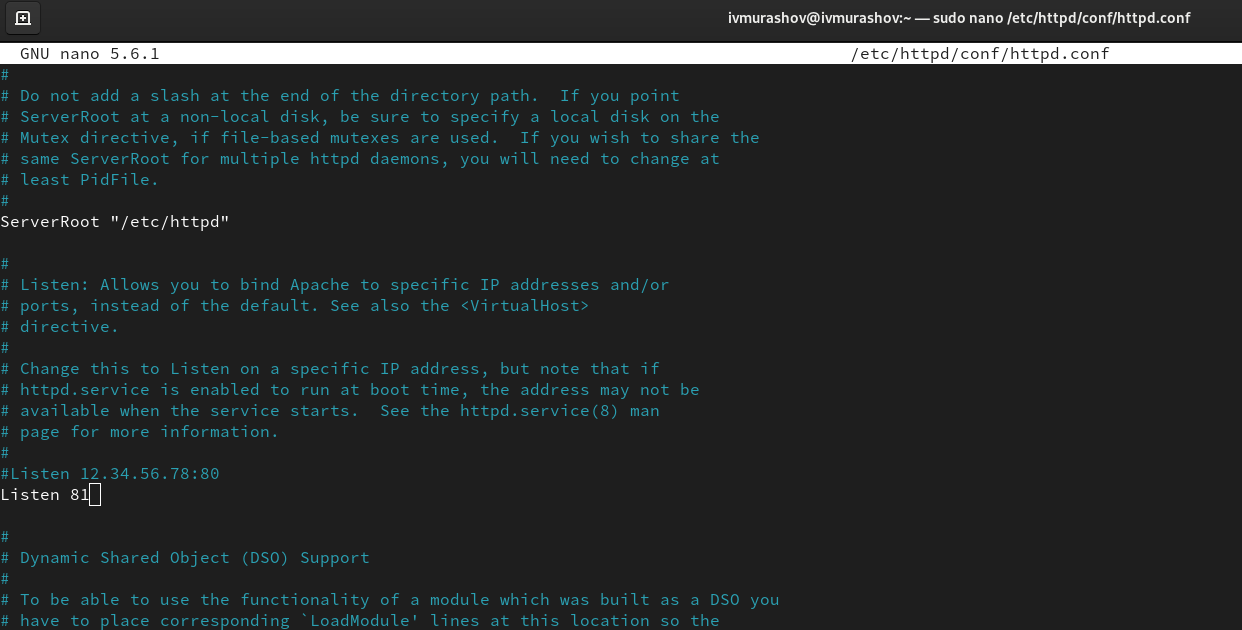 ivmurashov@ivmurashov:~ — sudo nano /etc/httpd/conf/httpd.conf
GNU nano 5.6.1 /etc/httpd/conf/httpd.conf
#
# Do not add a slash at the end of the directory path.  If you point
# ServerRoot at a non-local disk, be sure to specify a local disk on the
# Mutex directive, if file-based mutexes are used.  If you wish to share the
# same ServerRoot for multiple httpd daemons, you will need to change at
# least PidFile.
#
ServerRoot "/etc/httpd"
#
# Listen: Allows you to bind Apache to specific IP addresses and/or
# ports, instead of the default. See also the <VirtualHost>
# directive.
#
# Change this to Listen on a specific IP address, but note that if
# httpd.service is enabled to run at boot time, the address may not be
# available when the service starts.  See the httpd.service(8) man
# page for more information.
#
#Listen 12.34.56.78:80
Listen 81
#
# Dynamic Shared Object (DSO) Support
#
# To be able to use the functionality of a module which was built as a DSO you
# have to place corresponding `LoadModule' lines at this location so the